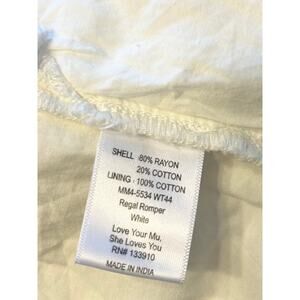 SHELL 80% RAYON
20% COTTON
LINING - 100% COTTON
MM4-5534 WT44
Regal Romper
White
Love Your Mu,
She Loves You
RN# 133910
MADE IN INDIA